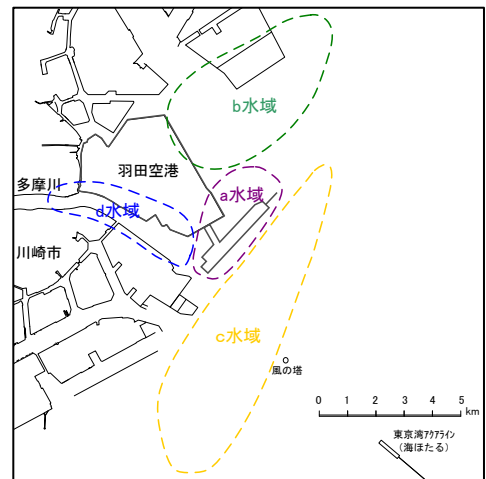 b水域
羽田空港
多摩川
a水域
d水域
川崎市
c水域
風の塔
0 1 2 3 4 5
km
東京湾アクアライン
(海ほたる)